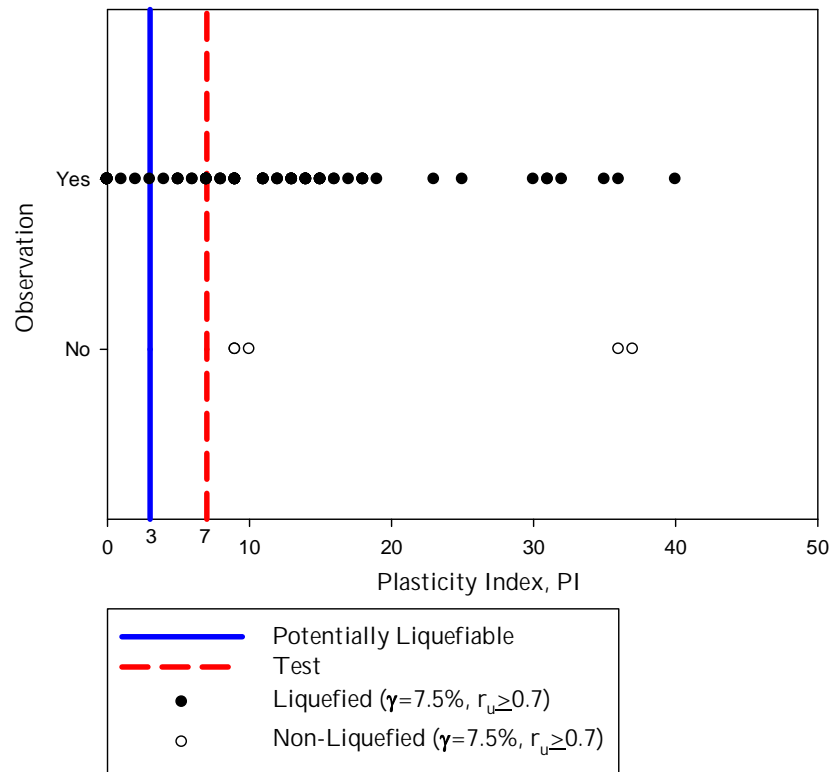 Observation
Yes
No
0
3
7
10
20
30
40
50
Plasticity Index, PI
Potentially Liquefiable
Test
Liquefied (γ=7.5%, rᵤ≥0.7)
Non-Liquefied (γ=7.5%, rᵤ≥0.7)